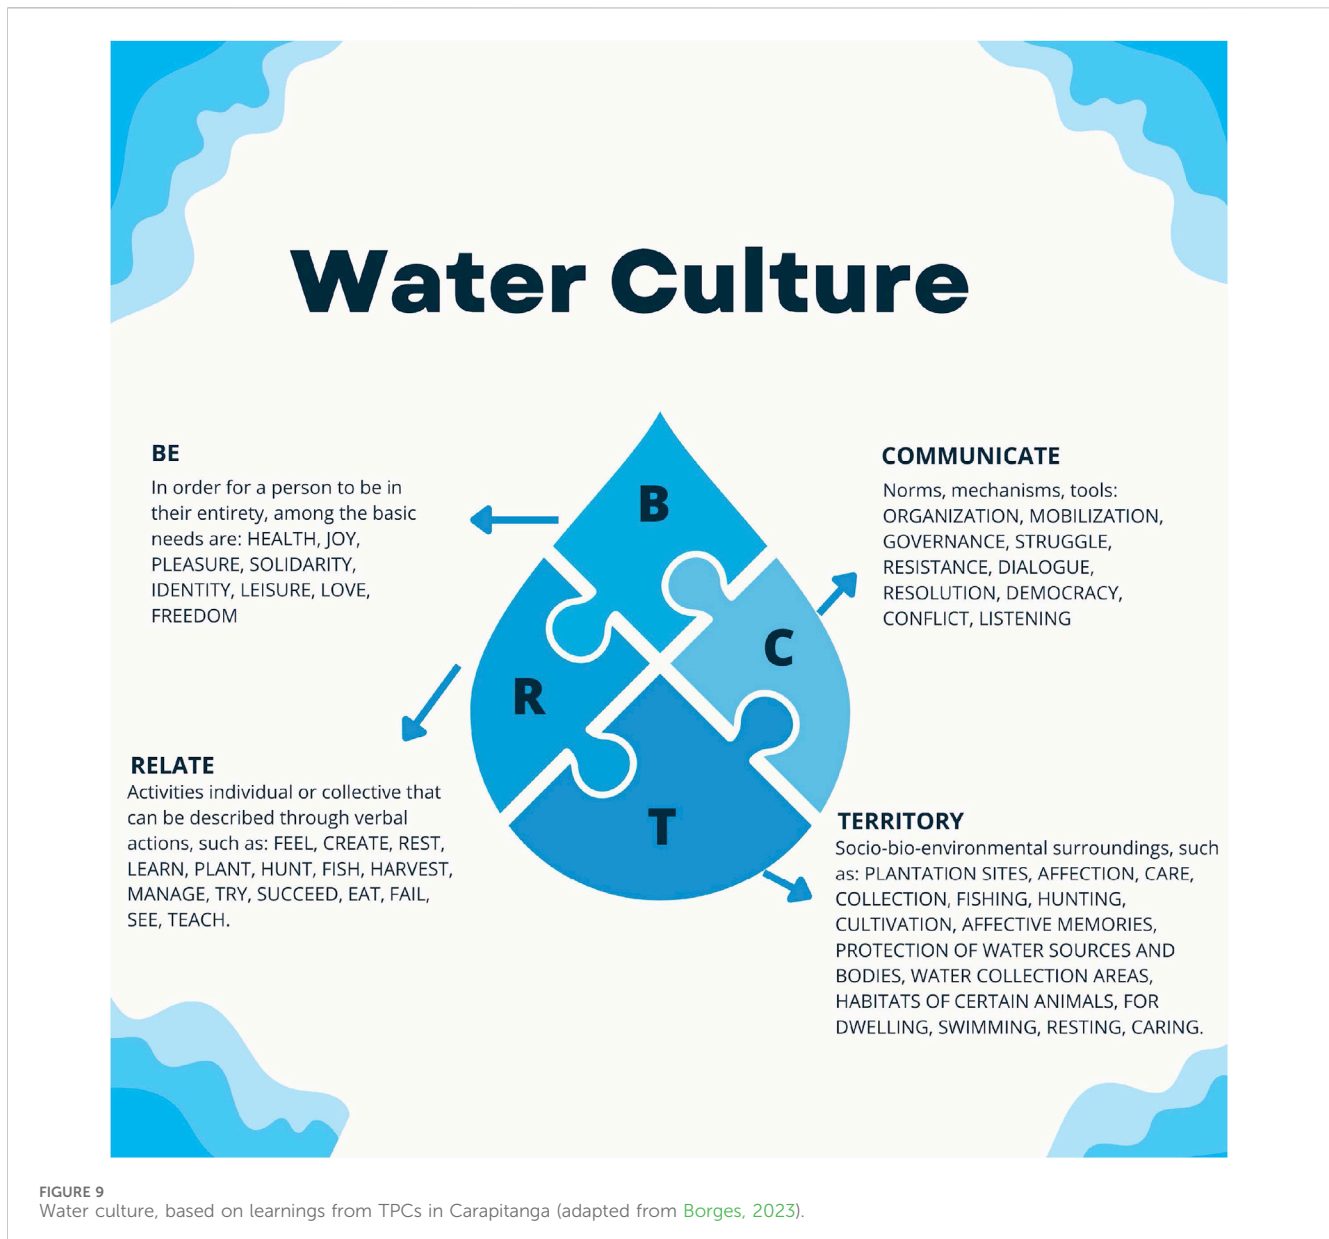 Water Culture
BE
In order for a person to be in
their entirety, among the basic
needs are: HEALTH, JOY,
PLEASURE, SOLIDARITY,
IDENTITY, LEISURE, LOVE,
FREEDOM
COMMUNICATE
Norms, mechanisms, tools:
ORGANIZATION, MOBILIZATION,
GOVERNANCE, STRUGGLE,
RESISTANCE, DIALOGUE,
RESOLUTION, DEMOCRACY,
CONFLICT, LISTENING
B
C
R
T
RELATE
Activities individual or collective that
can be described through verbal
actions, such as: FEEL, CREATE, REST,
LEARN, PLANT, HUNT, FISH, HARVEST,
MANAGE, TRY, SUCCEED, EAT, FAIL,
SEE, TEACH.
TERRITORY
Socio-bio-environmental surroundings, such
as: PLANTATION SITES, AFFECTION, CARE,
COLLECTION, FISHING, HUNTING,
CULTIVATION, AFFECTIVE MEMORIES,
PROTECTION OF WATER SOURCES AND
BODIES, WATER COLLECTION AREAS,
HABITATS OF CERTAIN ANIMALS, FOR
DWELLING, SWIMMING, RESTING, CARING.
FIGURE 9
Water culture, based on learnings from TPCs in Carapitanga (adapted from Borges, 2023).